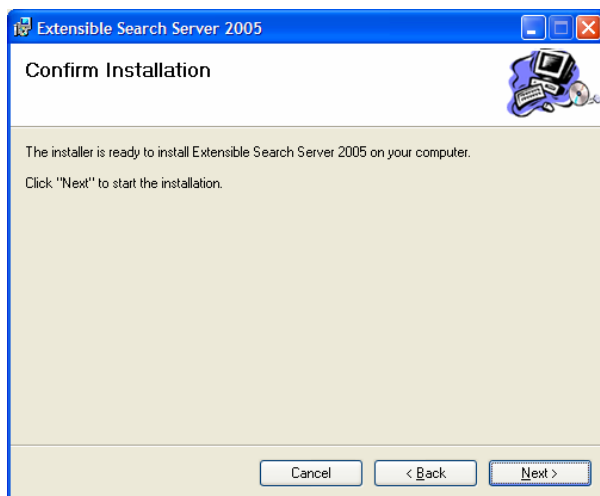 Extensible Search Server 2005
Confirm Installation
The installer is ready to install Extensible Search Server 2005 on your computer.
Click "Next" to start the installation.
Cancel
< Back
Next >